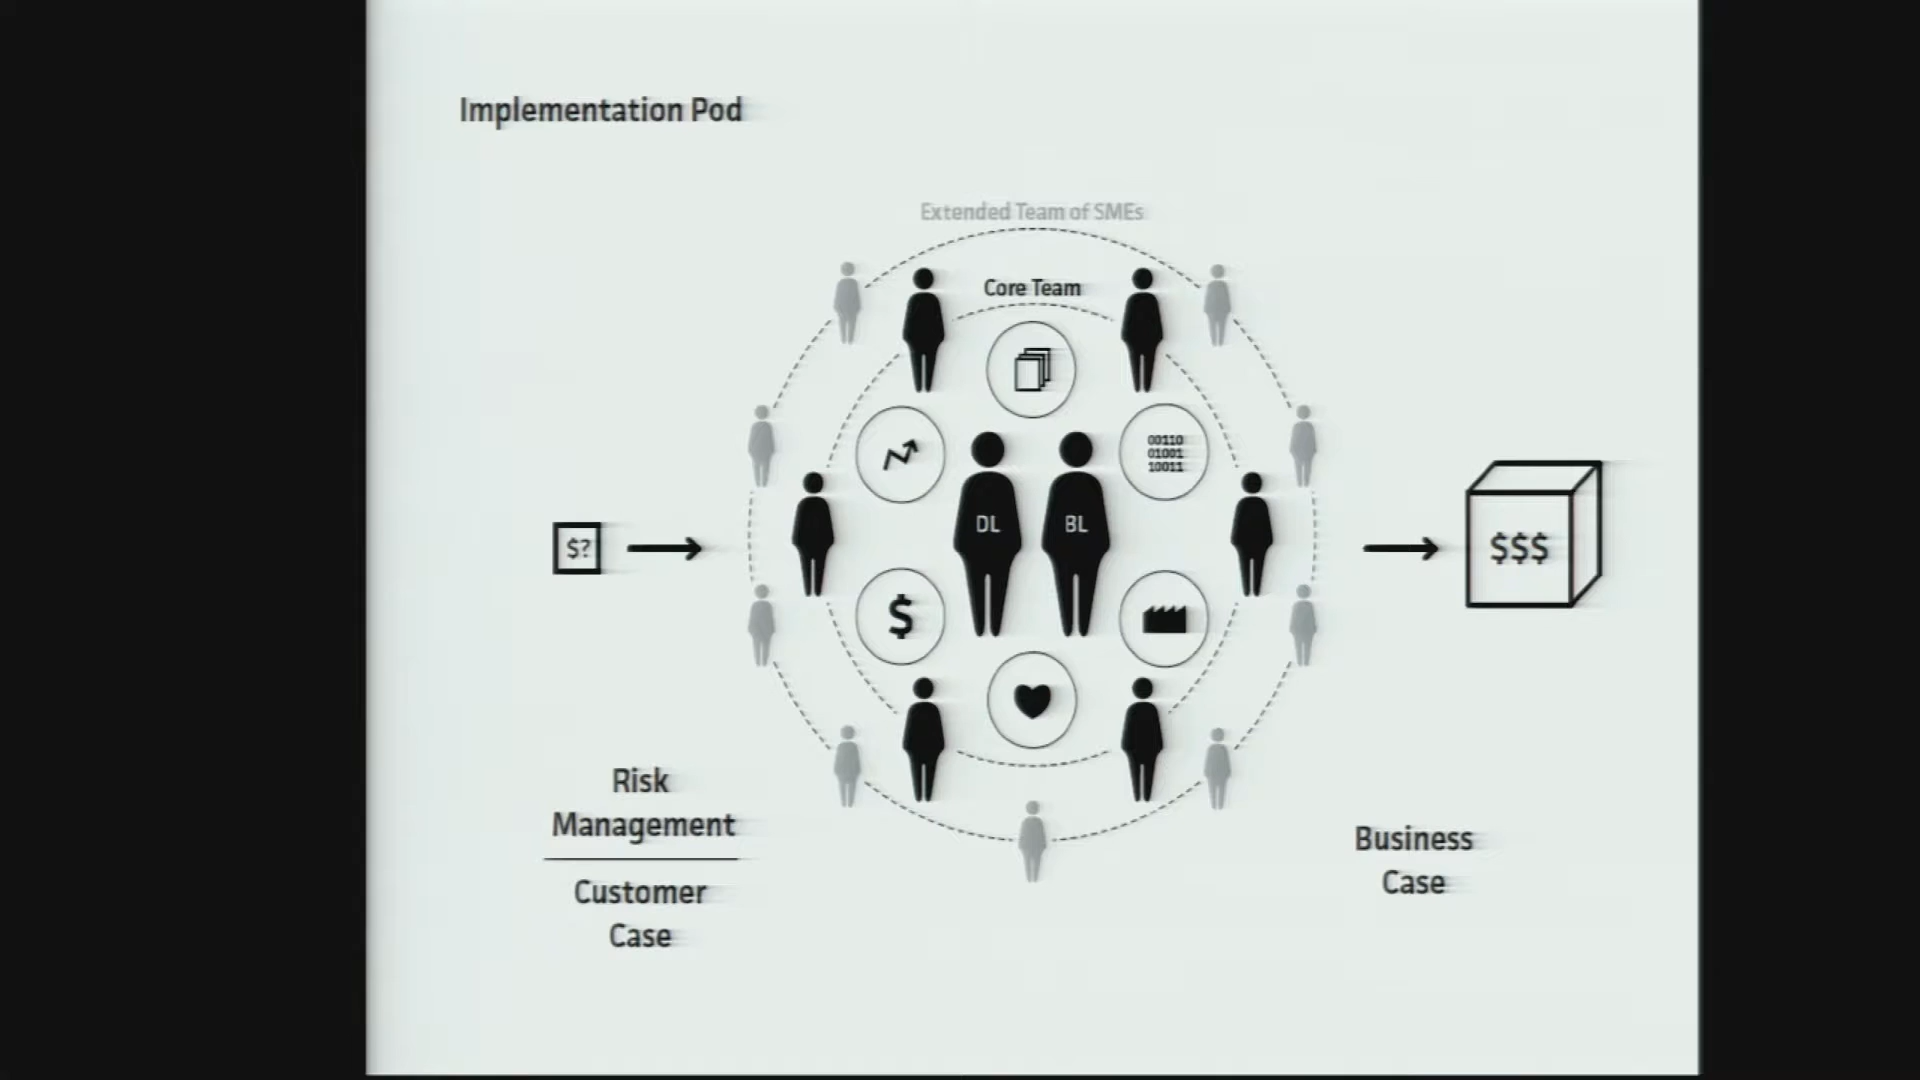 Implementation Pod
Extended Team of SMEs
Core Team
00110
01001
10011
DL
BL
$?
$$$
$
Risk
Management
Customer
Case
Business
Case